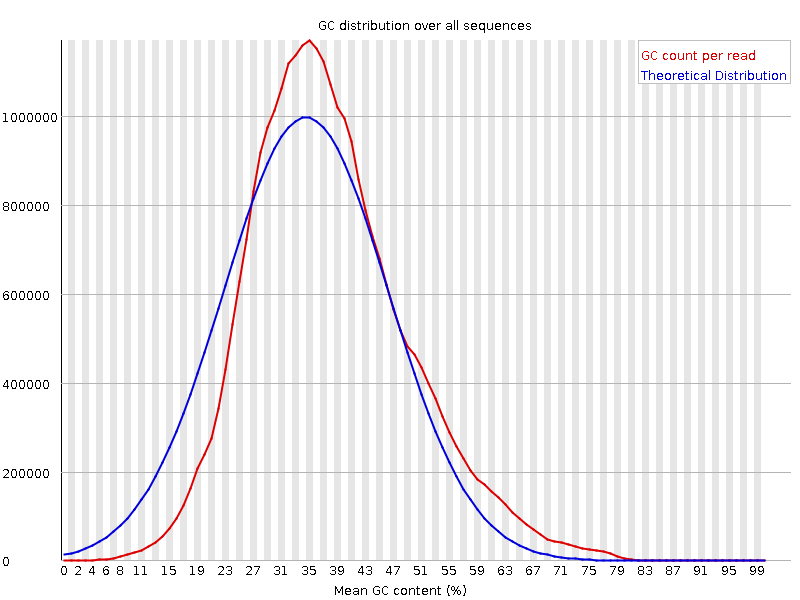 GC distribution over all sequences
GC count per read
Theoretical Distribution
1000000
800000
600000
400000
200000
0
0 2 4 6 8 11 15 19 23 27 31 35 39 43 47 51 55 59 63 67 71 75 79 83 87 91 95 99
Mean GC content (%)